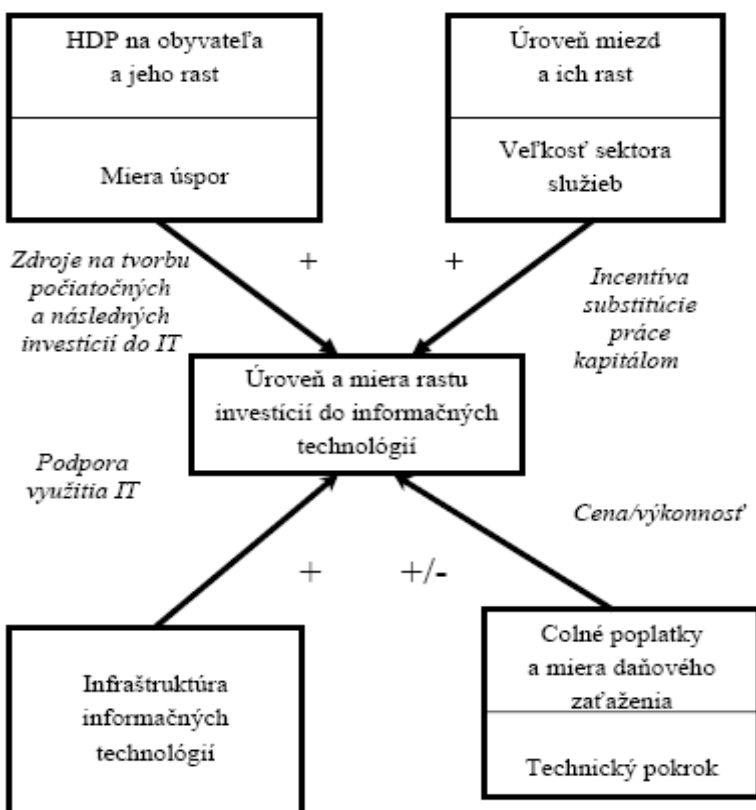 HDP na obyvateľa
a jeho rast
Miera úspor
Úroveň miezd
a ich rast
Veľkosť sektora
služieb
Zdroje na tvorbu
počiatočných
a následných
investícií do IT
+
+
Incentíva
substitúcie
práce
kapitálom
Úroveň a miera rastu
investícií do informačných
technológií
Podpora
využitia IT
Cena/výkonnosť
+
+/-
Infraštruktúra
informačných
technológií
Colné poplatky
a miera daňového
zaťaženia
Technický pokrok